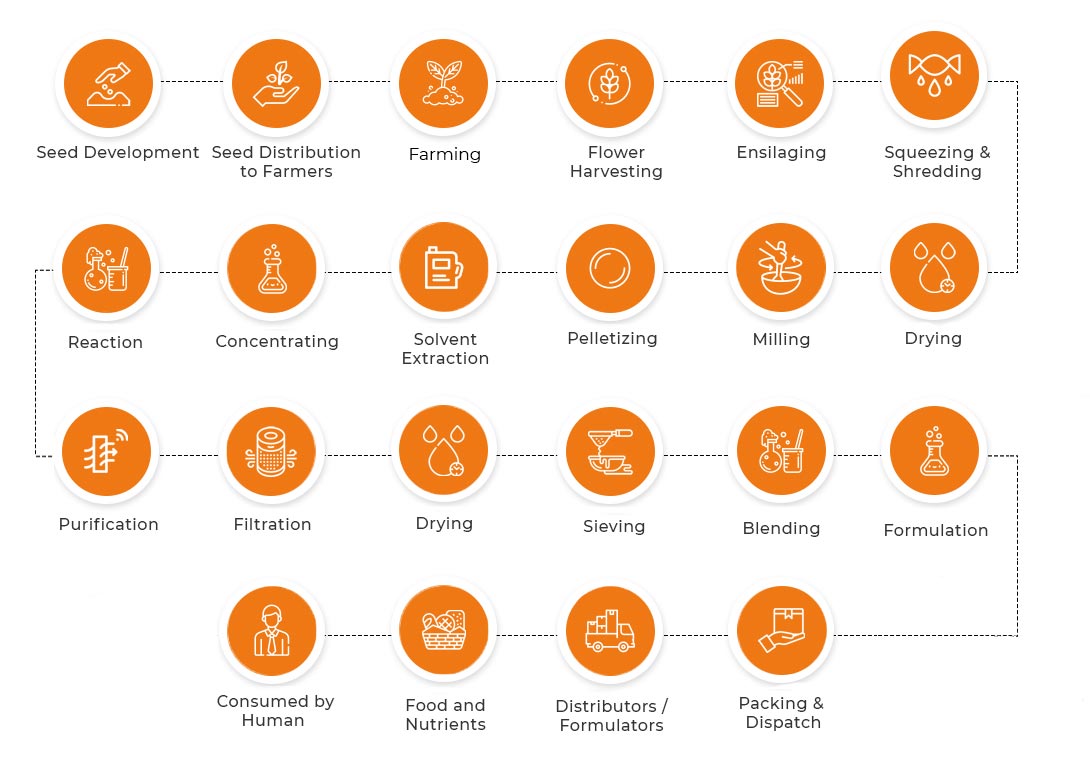 Seed Development
Seed Distribution
to Farmers
Farming
Flower
Harvesting
Ensilaging
Squeezing &
Shredding
Reaction
Concentrating
Solvent
Extraction
Pelletizing
Milling
Drying
Purification
Filtration
Drying
Sieving
Blending
Formulation
Consumed by
Human
Food and
Nutrients
Distributors /
Formulators
Packing &
Dispatch